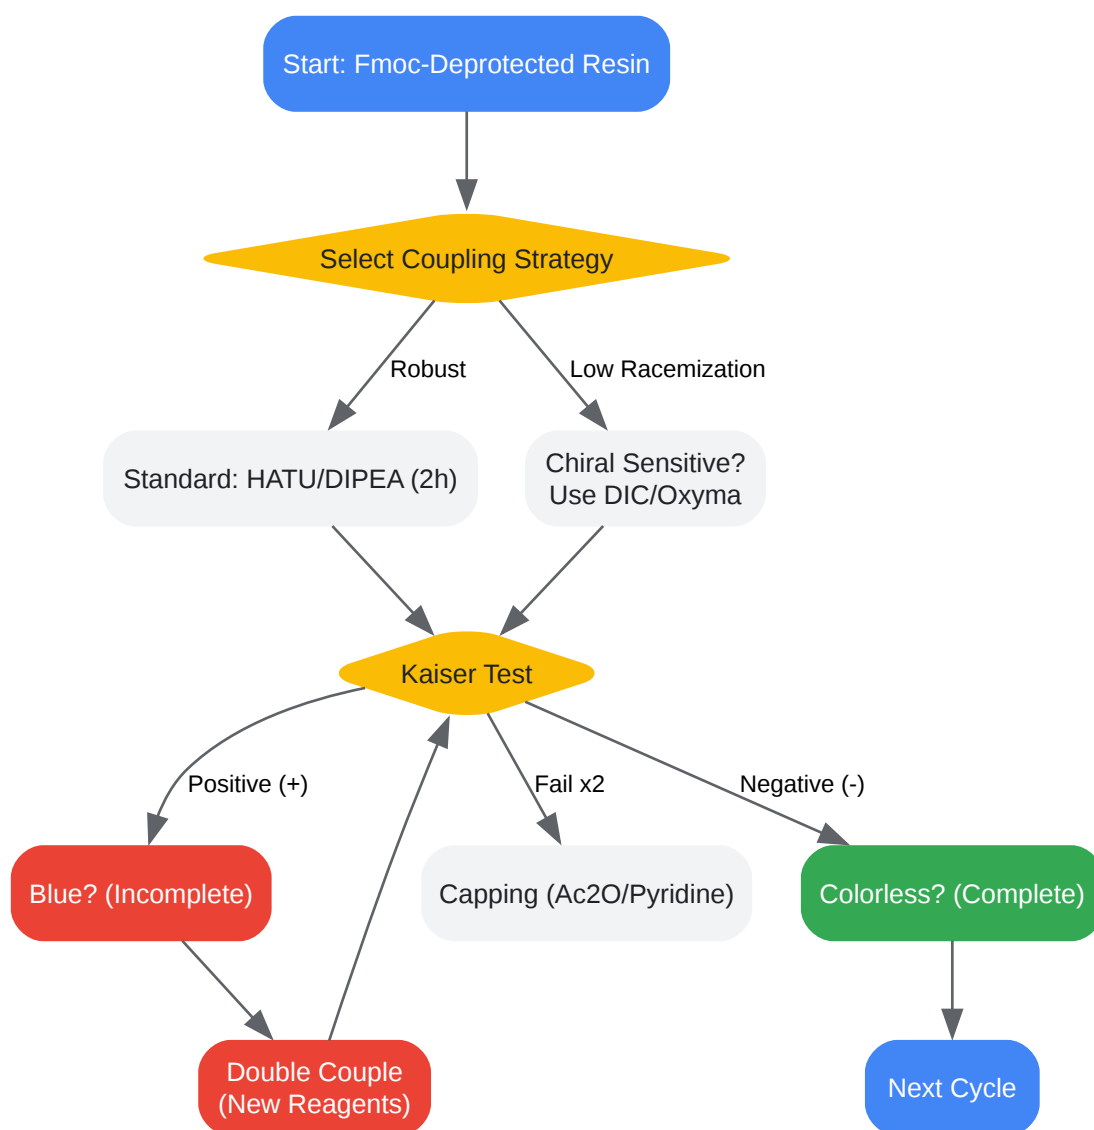 Start: Fmoc-Deprotected Resin
Select Coupling Strategy
Robust
Low Racemization
Standard: HATU/DIPEA (2h)
Chiral Sensitive?
Use DIC/Oxyma
Kaiser Test
Positive (+)
Fail x2
Negative (-)
Blue? (Incomplete)
Capping (Ac2O/Pyridine)
Colorless? (Complete)
Double Couple
(New Reagents)
Next Cycle